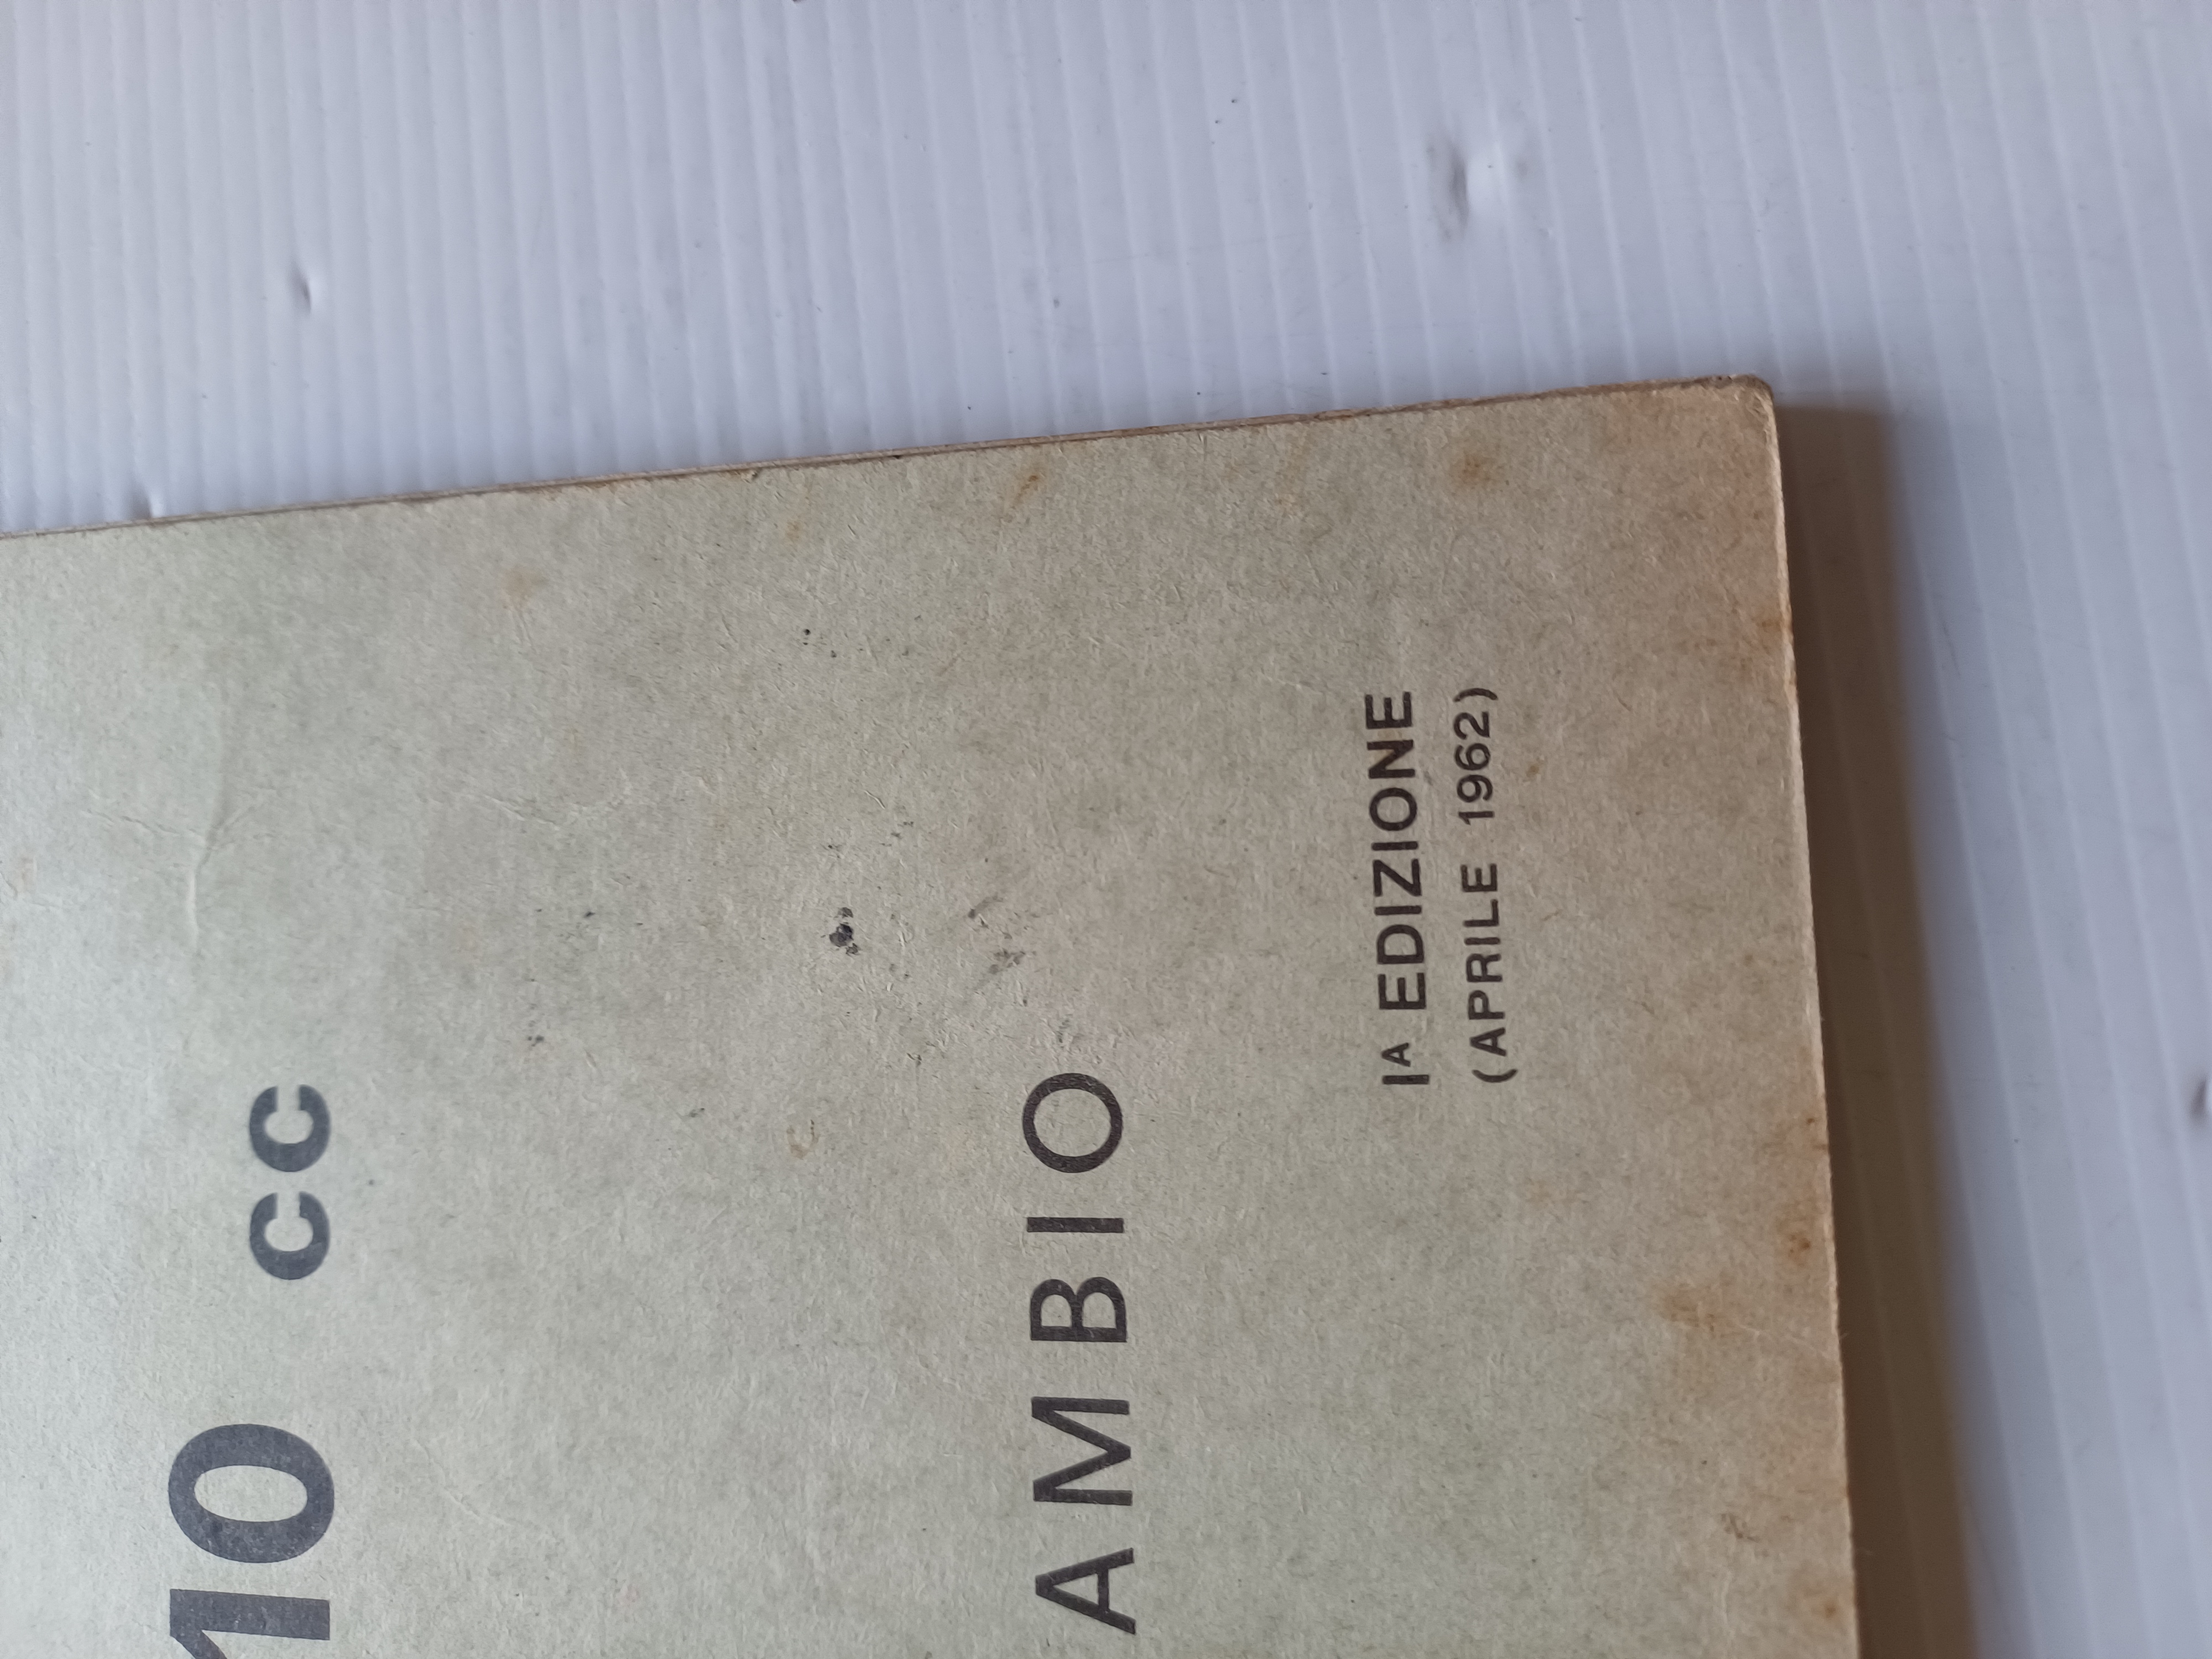 10 cc
AMBIO
Iᴬ EDIZIONE
(APRILE 1962)